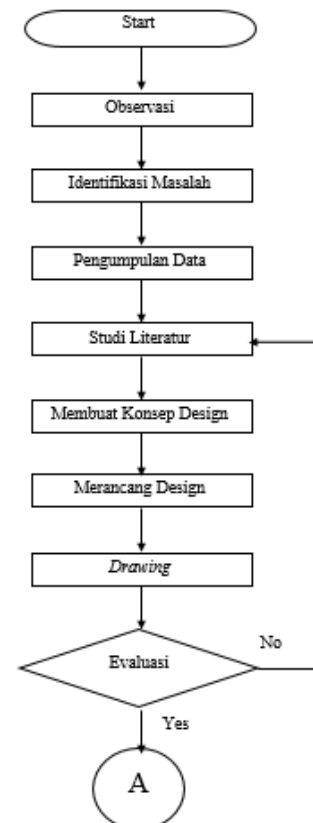 Start
Observasi
Identifikasi Masalah
Pengumpulan Data
Studi Literatur
Membuat Konsep Design
Merancang Design
Drawing
Evaluasi
No
Yes
A